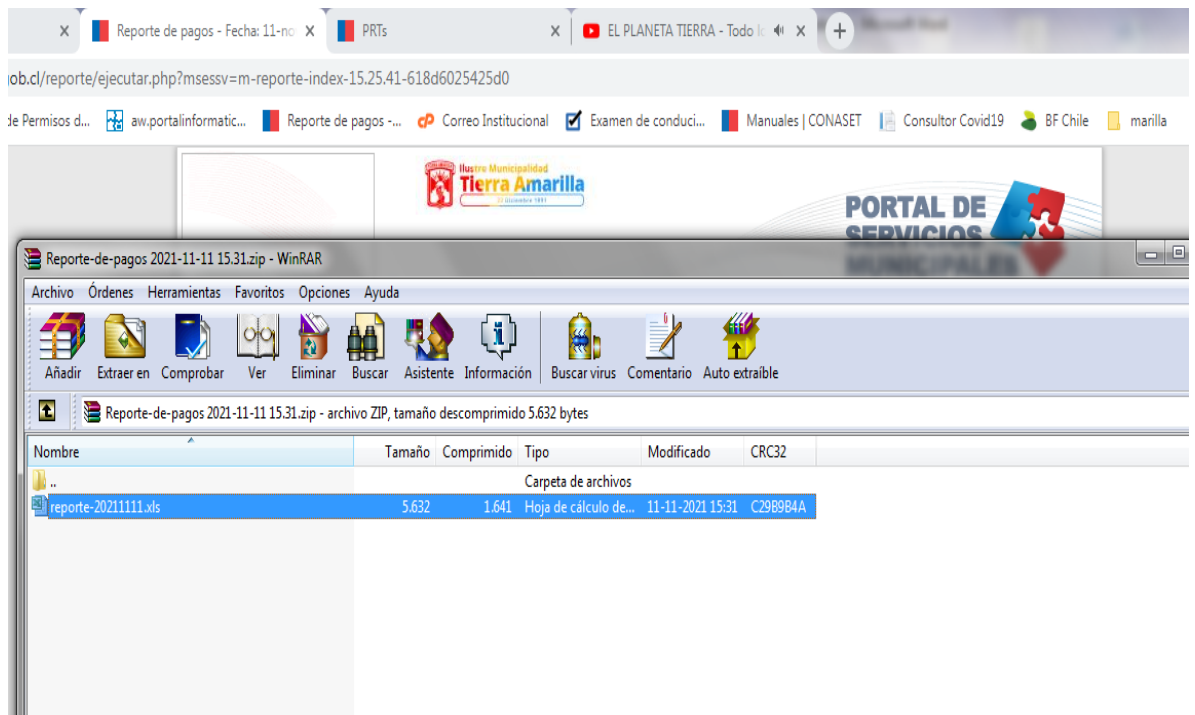 Reporte de pagos - Fecha: 11-no
PRTs
EL PLANETA TIERRA - Todo lo
ob.cl/reporte/ejecutar.php?msessv=m-reporte-index-15.25.41-618d6025425d0
de Permisos d... aw.portalinformatic... Reporte de pagos -... Correo Institucional Examen de conduci... Manuales | CONASET Consultor Covid19 BF Chile marilla
Ilustre Municipalidad
Tierra Amarilla
PORTAL DE
SERVICIOS
MUNICIPALES
Reporte-de-pagos 2021-11-11 15.31.zip - WinRAR
Archivo Órdenes Herramientas Favoritos Opciones Ayuda
Añadir Extraer en Comprobar Ver Eliminar Buscar Asistente Información Buscar virus Comentario Auto extraíble
Reporte-de-pagos 2021-11-11 15.31.zip - archivo ZIP, tamaño descomprimido 5.632 bytes
Nombre Tamaño Comprimido Tipo Modificado CRC32
.. Carpeta de archivos
reporte-20211111.xls 5.632 1.641 Hoja de cálculo de... 11-11-2021 15:31 C29B9B4A